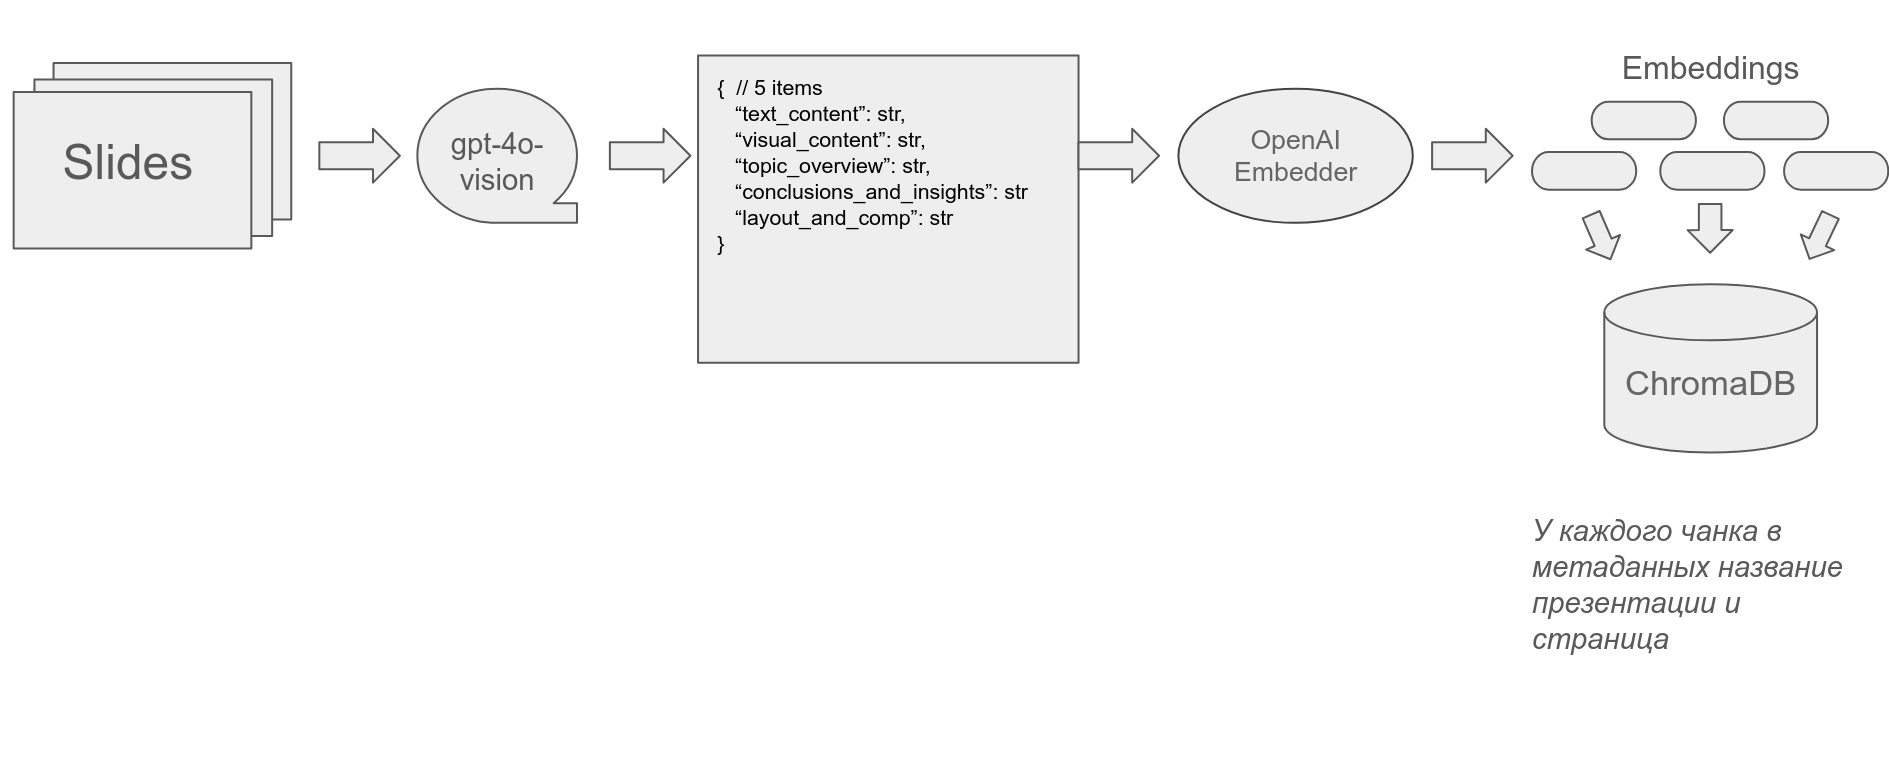 Slides
gpt-4o-
vision
{  // 5 items
“text_content”: str,
“visual_content”: str,
“topic_overview”: str,
“conclusions_and_insights”: str
“layout_and_comp”: str
}
OpenAI
Embedder
Embeddings
ChromaDB
У каждого чанка в
метаданных название
презентации и
страница